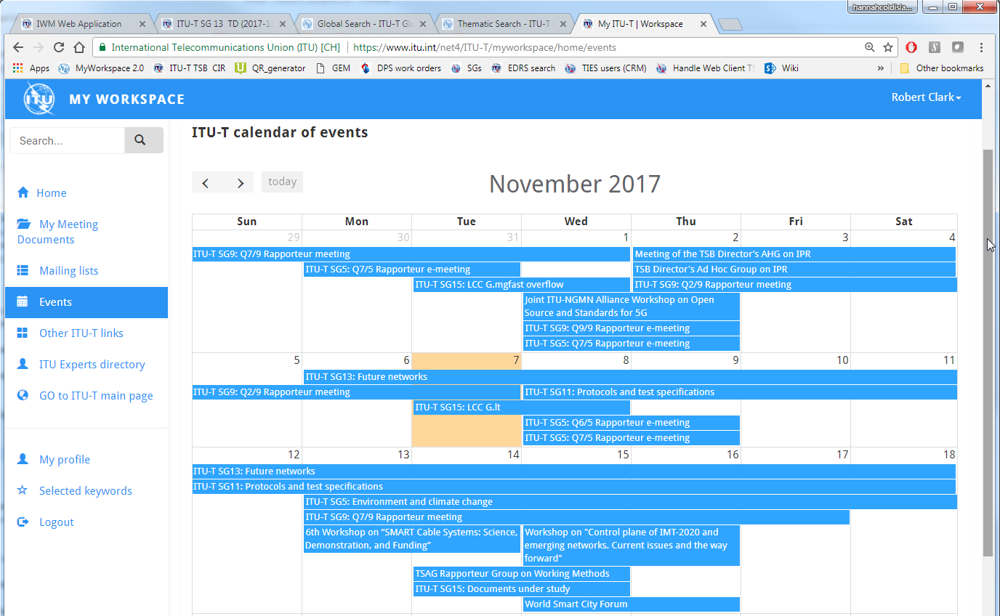 hannahcoldisla...
IWM Web Application
ITU-T SG 13 TD (2017-1
Global Search - ITU-T Gl
Thematic Search - ITU-T
My ITU-T | Workspace
International Telecommunications Union (ITU) [CH]
https://www.itu.int/net4/ITU-T/myworkspace/home/events
Apps
MyWorkspace 2.0
ITU-T TSB CIR
QR_generator
GEM
DPS work orders
SGs
EDRS search
TIES users (CRM)
Handle Web Client TS
Wiki
»
Other bookmarks
ITU
MY WORKSPACE
Robert Clark
Search...
Home
My Meeting
Documents
Mailing lists
Events
Other ITU-T links
ITU Experts directory
GO to ITU-T main page
My profile
Selected keywords
Logout
ITU-T calendar of events
today
November 2017
Sun Mon Tue Wed Thu Fri Sat
29 30 31 1 2 3 4
ITU-T SG9: Q7/9 Rapporteur meeting
Meeting of the TSB Director's AHG on IPR
ITU-T SG5: Q7/5 Rapporteur e-meeting
TSB Director's Ad Hoc Group on IPR
ITU-T SG15: LCC G.mgfast overflow
ITU-T SG9: Q2/9 Rapporteur meeting
Joint ITU-NGMN Alliance Workshop on Open
Source and Standards for 5G
ITU-T SG9: Q9/9 Rapporteur e-meeting
ITU-T SG5: Q7/5 Rapporteur e-meeting
5 6 7 8 9 10 11
ITU-T SG13: Future networks
ITU-T SG9: Q2/9 Rapporteur meeting
ITU-T SG11: Protocols and test specifications
ITU-T SG15: LCC G.lt
ITU-T SG5: Q6/5 Rapporteur e-meeting
ITU-T SG5: Q7/5 Rapporteur e-meeting
12 13 14 15 16 17 18
ITU-T SG13: Future networks
ITU-T SG11: Protocols and test specifications
ITU-T SG5: Environment and climate change
ITU-T SG9: Q7/9 Rapporteur meeting
6th Workshop on “SMART Cable Systems: Science,
Demonstration, and Funding”
Workshop on "Control plane of IMT-2020 and
emerging networks. Current issues and the way
forward"
TSAG Rapporteur Group on Working Methods
ITU-T SG15: Documents under study
World Smart City Forum